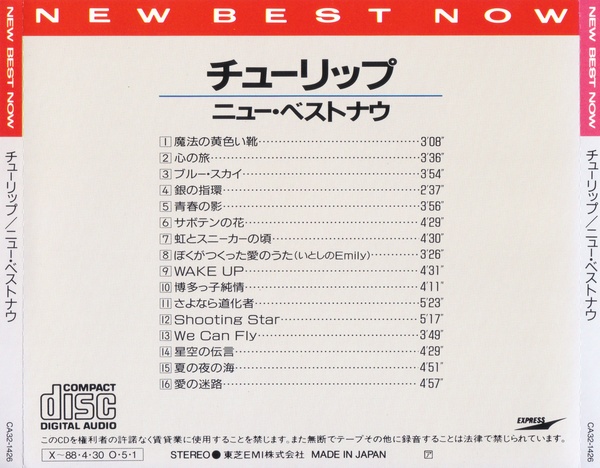 NEW BEST NOW
チューリップ
ニュー・ベストナウ
1 魔法の黄色い靴 3'08"
2 心の旅 3'36"
3 ブルー・スカイ 3'54"
4 銀の指環 2'37"
5 青春の影 3'56"
6 サボテンの花 4'29"
7 虹とスニーカーの頃 4'30"
8 ぼくがつくった愛のうた(いとしのEmily) 3'26"
9 WAKE UP 4'31"
10 博多っ子純情 4'11"
11 さよなら道化者 5'23"
12 Shooting Star 5'17"
13 We Can Fly 3'49"
14 星空の伝言 4'29"
15 夏の夜の海 4'51"
16 愛の迷路 4'57"
COMPACT
disc
DIGITAL AUDIO
EXPRESS
このCDを権利者の許諾なく賃貸業に使用することを禁じます。また無断でテープその他に録音することは法律で禁じられています。
X－88・4・30 O・5・1
STEREO● 東芝EMI株式会社 MADE IN JAPAN ア
NEW BEST NOW
チューリップ／ニュー・ベストナウ
CA32-1426
NEW BEST NOW
チューリップ／ニュー・ベストナウ
CA32-1426